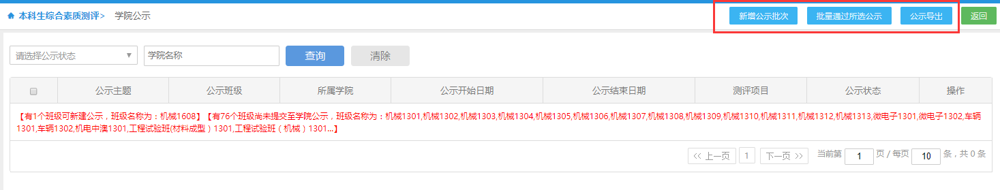 本科生综合素质测评> 学院公示 新增公示批次 批量通过所选公示 公示导出 返回
请选择公示状态 ▼ 学院名称 查询 清除
公示主题 公示班级 所属学院 公示开始日期 公示结束日期 测评项目 公示状态 操作
【有1个班级可新建公示，班级名称为：机械1608】【有76个班级尚未提交至学院公示，班级名称为：机械1301,机械1302,机械1303,机械1304,机械1305,机械1306,机械1307,机械1308,机械1309,机械1310,机械1311,机械1312,机械1313,微电子1301,微电子1302,车辆
1301,车辆1302,机电中澳1301,工程试验班(材料成型）1301,工程试验班（机械）1301...】
<< 上一页 1 下一页 >> 当前第 1 页 / 每页 10 条，共 0 条